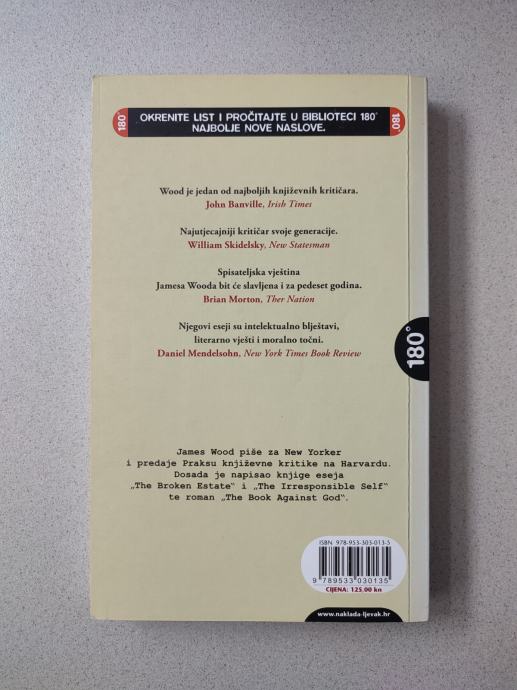 180°
OKRENITE LIST I PROČITAJTE U BIBLIOTECI 180°
NAJBOLJE NOVE NASLOVE.
180°
Wood je jedan od najboljih književnih kritičara.
John Banville, Irish Times
Najutjecajniji kritičar svoje generacije.
William Skidelsky, New Statesman
Spisateljska vještina
Jamesa Wooda bit će slavljena i za pedeset godina.
Brian Morton, Ther Nation
Njegovi eseji su intelektualno blještavi,
literarno vješti i moralno točni.
Daniel Mendelsohn, New York Times Book Review
180°
James Wood piše za New Yorker
i predaje Praksu književne kritike na Harvardu.
Dosada je napisao knjige eseja
„The Broken Estate“ i „The Irresponsible Self“
te roman „The Book Against God“.
ISBN 978-953-303-013-5
9 789533 030135
CIJENA: 125,00 kn
www.naklada-ljevak.hr